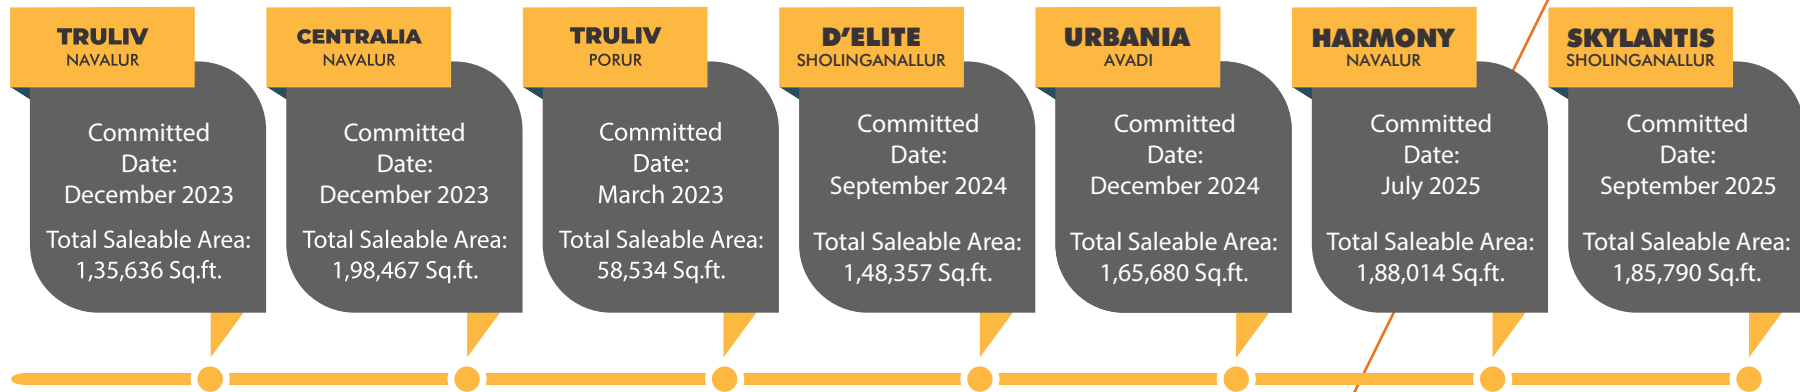 TRULIV
NAVALUR
Committed
Date:
December 2023
Total Saleable Area:
1,35,636 Sq.ft.
CENTRALIA
NAVALUR
Committed
Date:
December 2023
Total Saleable Area:
1,98,467 Sq.ft.
TRULIV
PORUR
Committed
Date:
March 2023
Total Saleable Area:
58,534 Sq.ft.
D’ELITE
SHOLINGANALLUR
Committed
Date:
September 2024
Total Saleable Area:
1,48,357 Sq.ft.
URBANIA
AVADI
Committed
Date:
December 2024
Total Saleable Area:
1,65,680 Sq.ft.
HARMONY
NAVALUR
Committed
Date:
July 2025
Total Saleable Area:
1,88,014 Sq.ft.
SKYLANTIS
SHOLINGANALLUR
Committed
Date:
September 2025
Total Saleable Area:
1,85,790 Sq.ft.